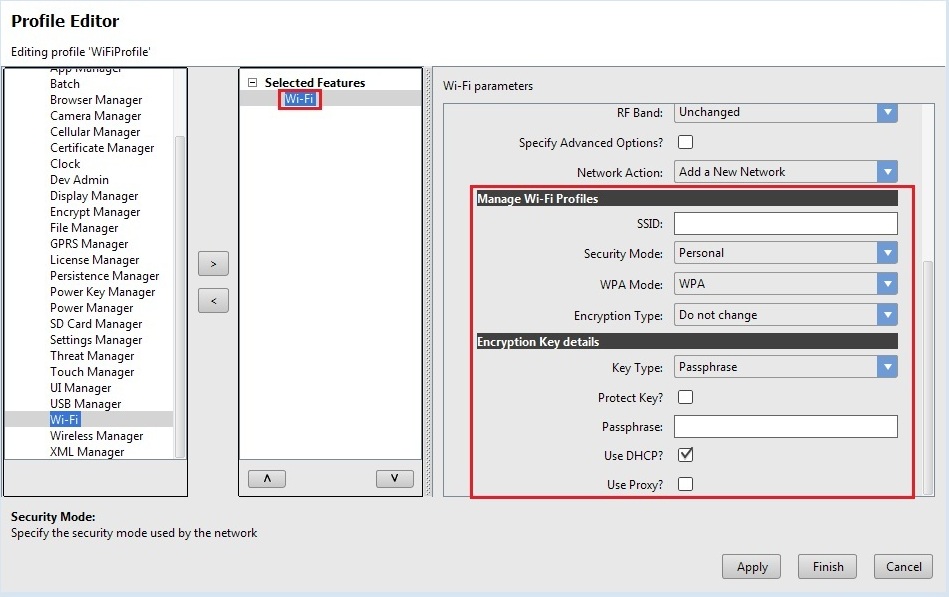 Profile Editor
Editing profile 'WiFiProfile'
App Manager
Batch
Browser Manager
Camera Manager
Cellular Manager
Certificate Manager
Clock
Dev Admin
Display Manager
Encrypt Manager
File Manager
GPRS Manager
License Manager
Persistence Manager
Power Key Manager
Power Manager
SD Card Manager
Settings Manager
Threat Manager
Touch Manager
UI Manager
USB Manager
Wi-Fi
Wireless Manager
XML Manager
>
<
Selected Features
Wi-Fi
Λ
V
Wi-Fi parameters
RF Band: Unchanged
Specify Advanced Options?
Network Action: Add a New Network
Manage Wi-Fi Profiles
SSID:
Security Mode: Personal
WPA Mode: WPA
Encryption Type: Do not change
Encryption Key details
Key Type: Passphrase
Protect Key?
Passphrase:
Use DHCP?
Use Proxy?
Security Mode:
Specify the security mode used by the network
Apply Finish Cancel